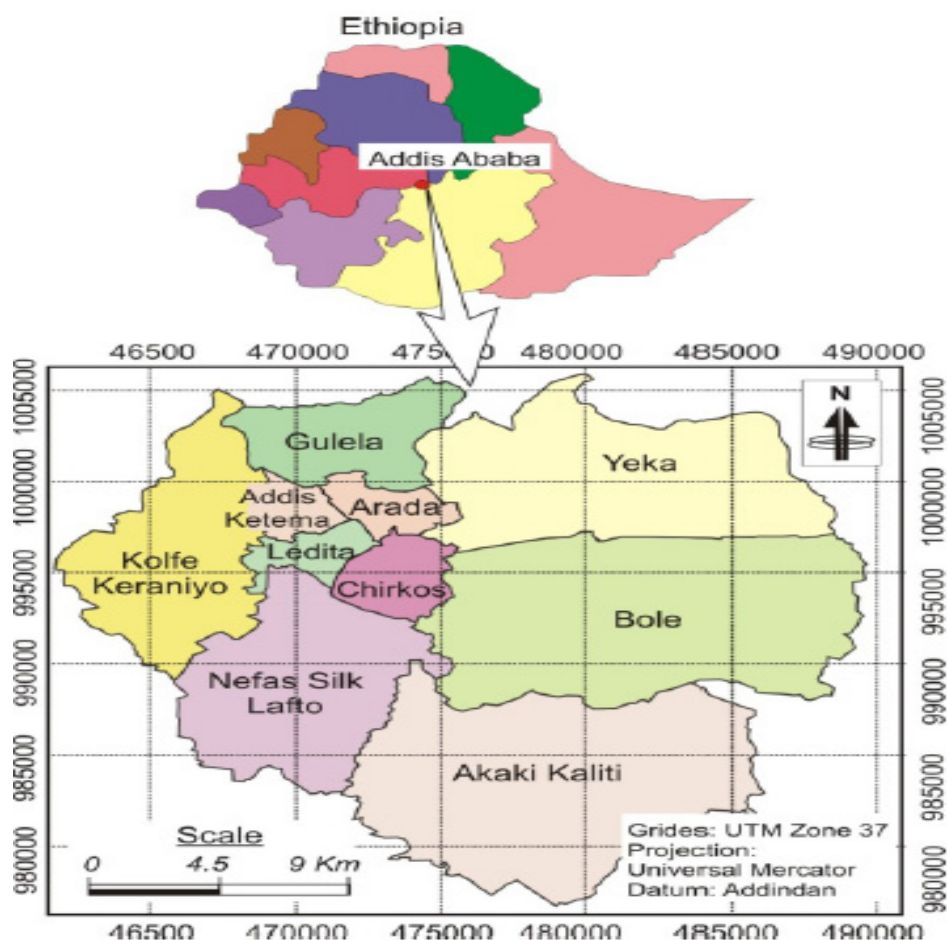 Ethiopia
Addis Ababa
46500 470000 475000 480000 485000 490000
1005000
1000000
995000
990000
985000
980000
1005000
1000000
995000
990000
985000
980000
N
Gulela
Yeka
Addis
Ketema
Arada
Ledita
Kolfe
Keraniyo
Chirkos
Bole
Nefas Silk
Lafto
Akaki Kaliti
Scale
0 4.5 9 Km
Grides: UTM Zone 37
Projection:
Universal Mercator
Datum: Addindan
46500 470000 475000 480000 485000 490000